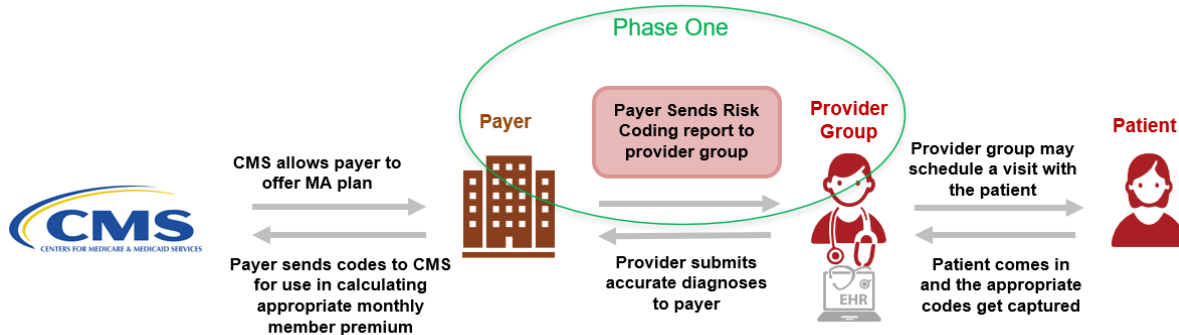 Phase One
Payer
Payer Sends Risk
Coding report to
provider group
Provider
Group
Patient
CMS allows payer to
offer MA plan
Provider group may
schedule a visit with
the patient
CMS
CENTERS FOR MEDICARE & MEDICAID SERVICES
Payer sends codes to CMS
for use in calculating
appropriate monthly
member premium
Provider submits
accurate diagnoses
to payer
EHR
Patient comes in
and the appropriate
codes get captured